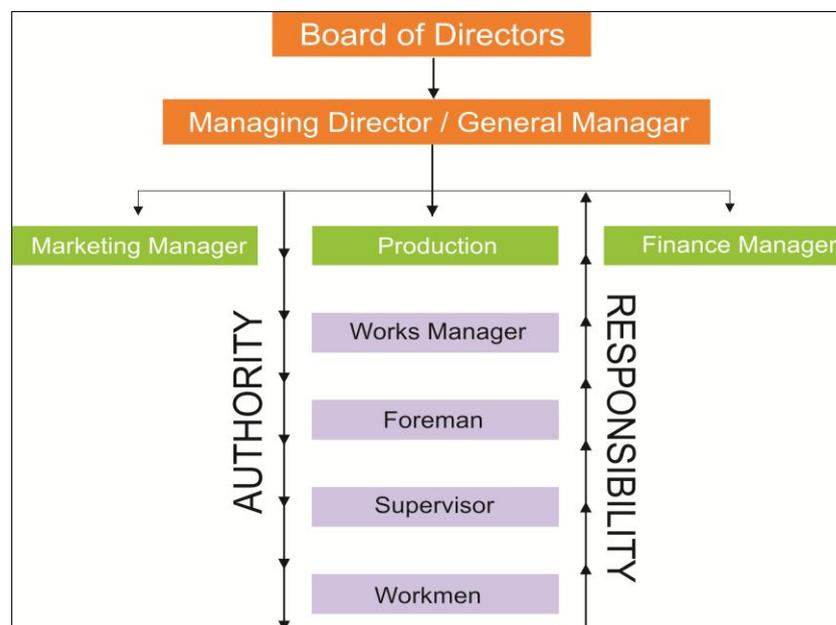 Board of Directors
Managing Director / General Managar
Marketing Manager
Production
Finance Manager
AUTHORITY
RESPONSIBILITY
Works Manager
Foreman
Supervisor
Workmen